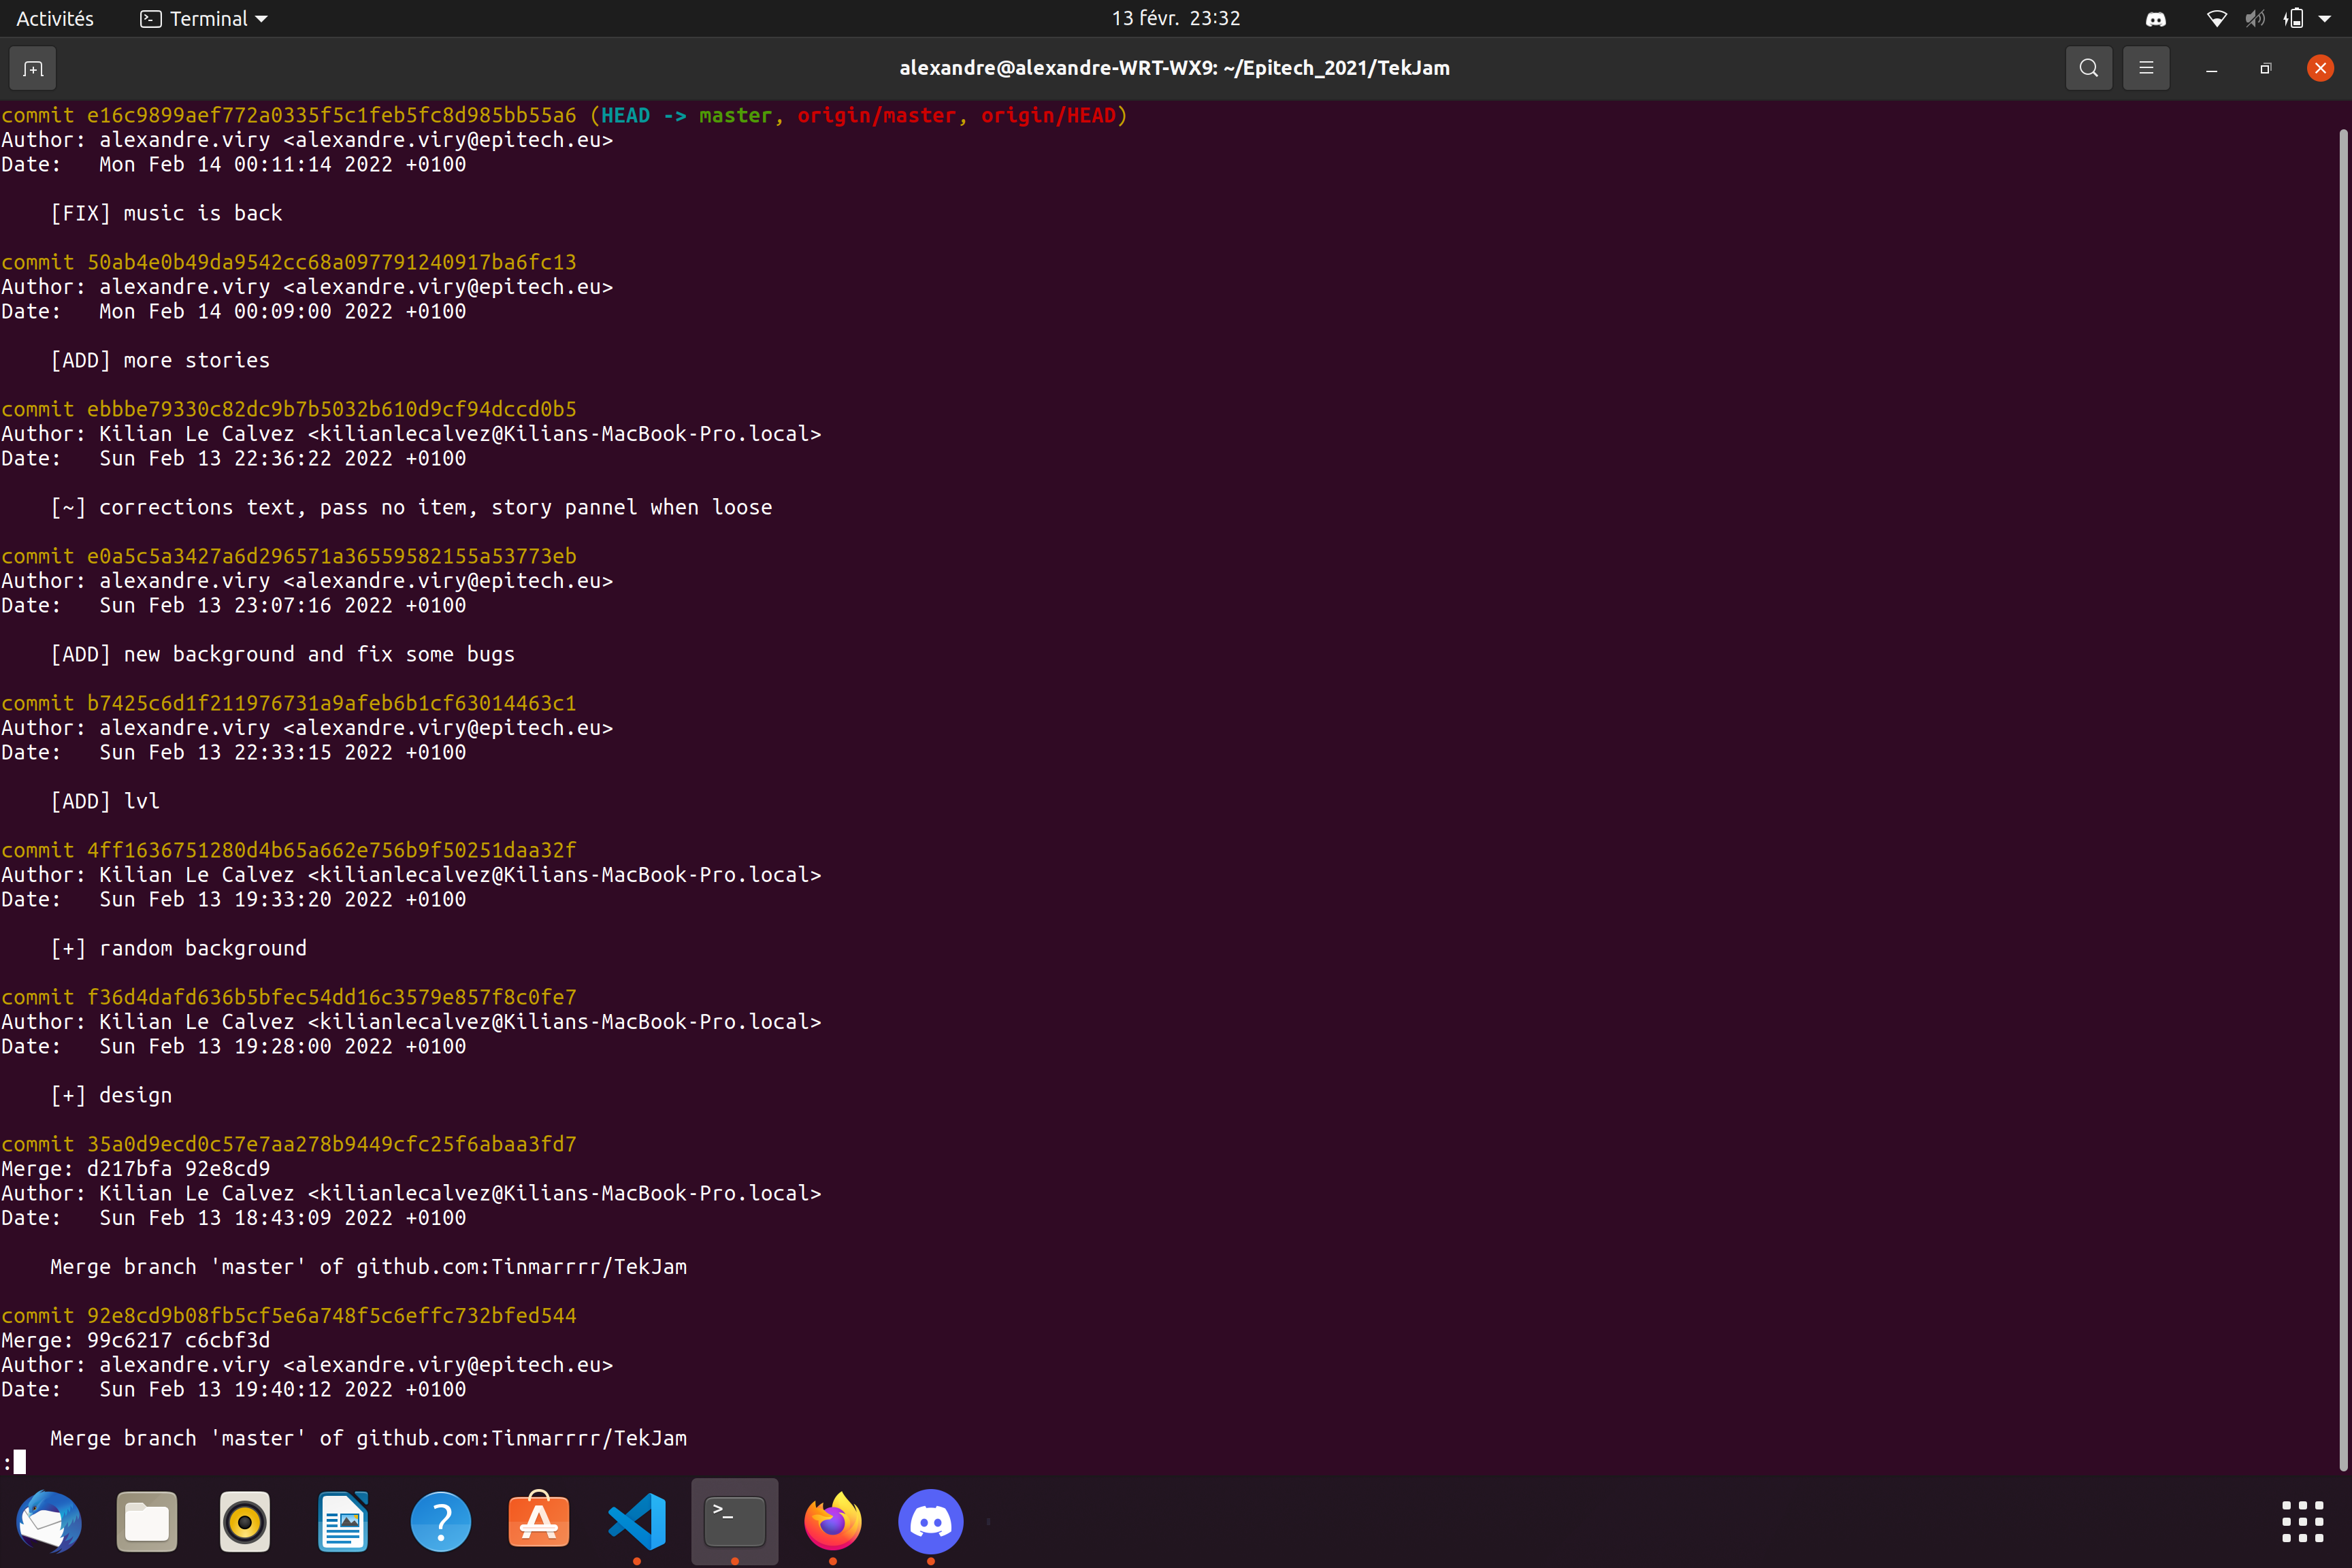 Activités
Terminal
13 févr. 23:32
alexandre@alexandre-WRT-WX9: ~/Epitech_2021/TekJam
commit e16c9899aef772a0335f5c1feb5fc8d985bb55a6 (HEAD -> master, origin/master, origin/HEAD)
Author: alexandre.viry <alexandre.viry@epitech.eu>
Date:   Mon Feb 14 00:11:14 2022 +0100
    [FIX] music is back
commit 50ab4e0b49da9542cc68a097791240917ba6fc13
Author: alexandre.viry <alexandre.viry@epitech.eu>
Date:   Mon Feb 14 00:09:00 2022 +0100
    [ADD] more stories
commit ebbbe79330c82dc9b7b5032b610d9cf94dccd0b5
Author: Kilian Le Calvez <kilianlecalvez@Kilians-MacBook-Pro.local>
Date:   Sun Feb 13 22:36:22 2022 +0100
    [~] corrections text, pass no item, story pannel when loose
commit e0a5c5a3427a6d296571a36559582155a53773eb
Author: alexandre.viry <alexandre.viry@epitech.eu>
Date:   Sun Feb 13 23:07:16 2022 +0100
    [ADD] new background and fix some bugs
commit b7425c6d1f211976731a9afeb6b1cf63014463c1
Author: alexandre.viry <alexandre.viry@epitech.eu>
Date:   Sun Feb 13 22:33:15 2022 +0100
    [ADD] lvl
commit 4ff1636751280d4b65a662e756b9f50251daa32f
Author: Kilian Le Calvez <kilianlecalvez@Kilians-MacBook-Pro.local>
Date:   Sun Feb 13 19:33:20 2022 +0100
    [+] random background
commit f36d4dafd636b5bfec54dd16c3579e857f8c0fe7
Author: Kilian Le Calvez <kilianlecalvez@Kilians-MacBook-Pro.local>
Date:   Sun Feb 13 19:28:00 2022 +0100
    [+] design
commit 35a0d9ecd0c57e7aa278b9449cfc25f6abaa3fd7
Merge: d217bfa 92e8cd9
Author: Kilian Le Calvez <kilianlecalvez@Kilians-MacBook-Pro.local>
Date:   Sun Feb 13 18:43:09 2022 +0100
    Merge branch 'master' of github.com:Tinmarrrr/TekJam
commit 92e8cd9b08fb5cf5e6a748f5c6effc732bfed544
Merge: 99c6217 c6cbf3d
Author: alexandre.viry <alexandre.viry@epitech.eu>
Date:   Sun Feb 13 19:40:12 2022 +0100
    Merge branch 'master' of github.com:Tinmarrrr/TekJam
: